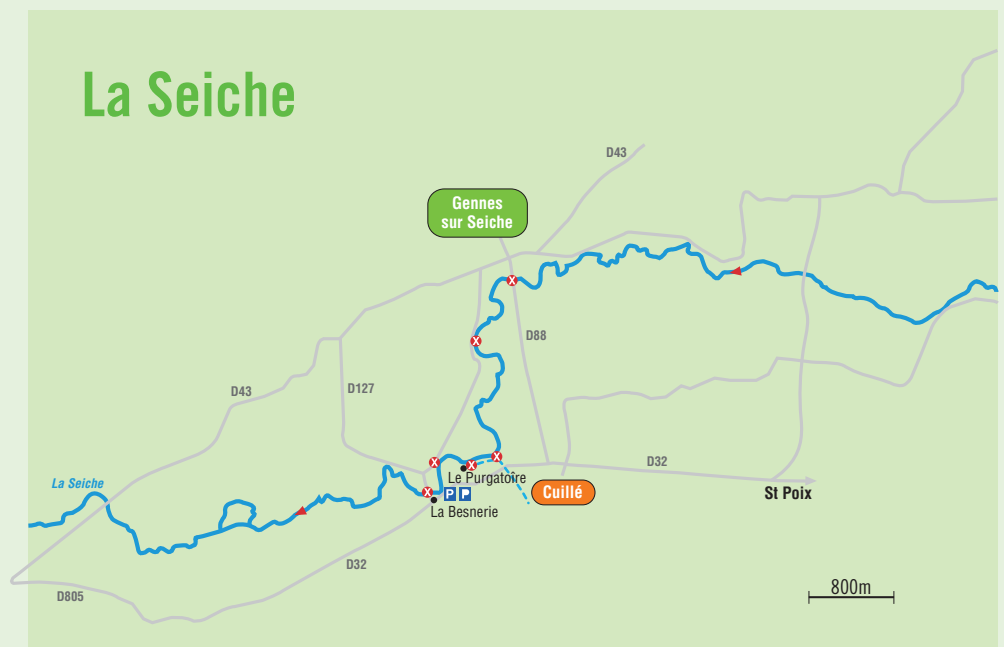 La Seiche
D43
Gennes
sur Seiche
D88
D43
D127
D32
Le Purgatoire
La Seiche
P P
Cuillé
St Poix
La Besnerie
D32
800m
D805